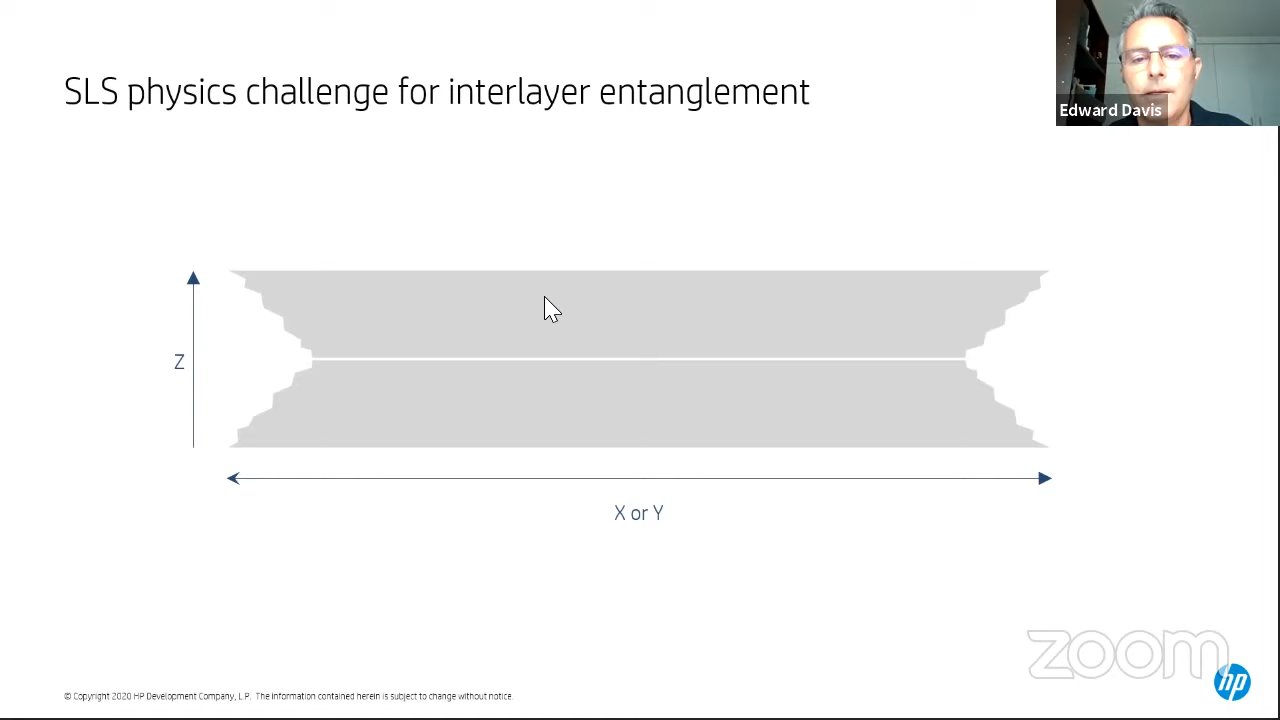 SLS physics challenge for interlayer entanglement
Edward Davis
Z
X or Y
zoom
hp
© Copyright 2020 HP Development Company, L.P. The information contained herein is subject to change without notice.